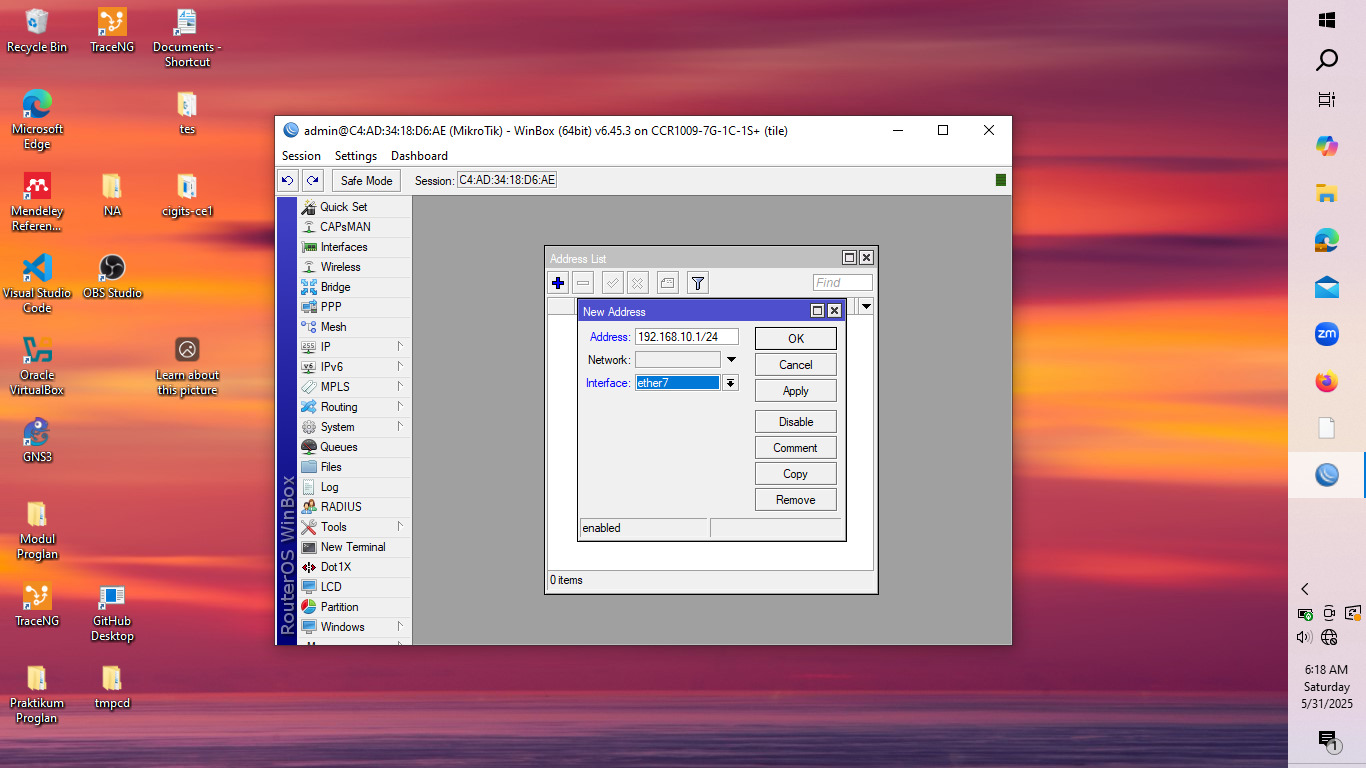 Recycle Bin
TraceNG
Documents -
Shortcut
Microsoft
Edge
tes
Mendeley
Referen...
NA
cigits-ce1
Visual Studio
Code
OBS Studio
Oracle
VirtualBox
Learn about
this picture
GNS3
Modul
Proglan
TraceNG
GitHub
Desktop
Praktikum
Proglan
tmpcd
admin@C4:AD:34:18:D6:AE (MikroTik) - WinBox (64bit) v6.45.3 on CCR1009-7G-1C-1S+ (tile)
Session Settings Dashboard
Safe Mode Session: C4:AD:34:18:D6:AE
RouterOS WinBox
Quick Set
CAPsMAN
Interfaces
Wireless
Bridge
PPP
Mesh
IP
IPv6
MPLS
Routing
System
Queues
Files
Log
RADIUS
Tools
New Terminal
Dot1X
LCD
Partition
Windows
Address List
Find
New Address
Address: 192.168.10.1/24
Network:
Interface: ether7
OK
Cancel
Apply
Disable
Comment
Copy
Remove
enabled
0 items
zm
6:18 AM
Saturday
5/31/2025
1